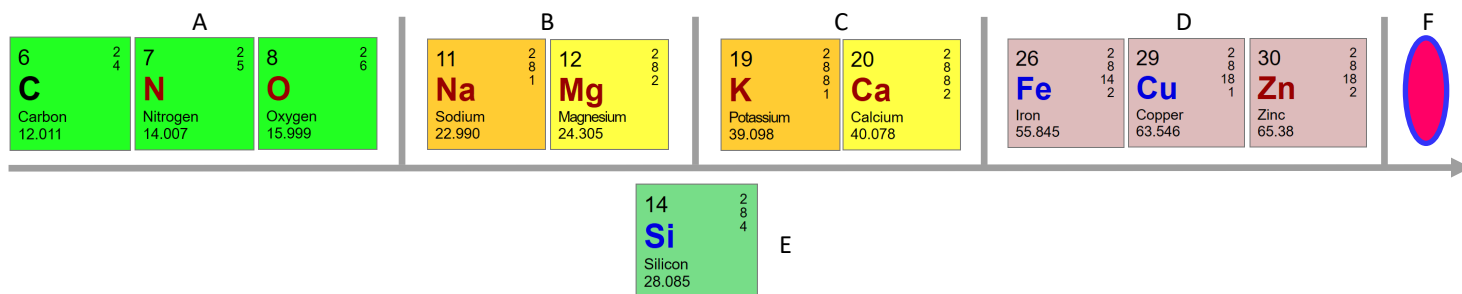 A
B
C
D
F
6
2
4
C
Carbon
12.011
7
2
5
N
Nitrogen
14.007
8
2
6
O
Oxygen
15.999
11
2
8
1
Na
Sodium
22.990
12
2
8
2
Mg
Magnesium
24.305
19
2
8
8
1
K
Potassium
39.098
20
2
8
8
2
Ca
Calcium
40.078
26
2
8
14
2
Fe
Iron
55.845
29
2
8
18
1
Cu
Copper
63.546
30
2
8
18
2
Zn
Zinc
65.38
14
2
8
4
Si
Silicon
28.085
E